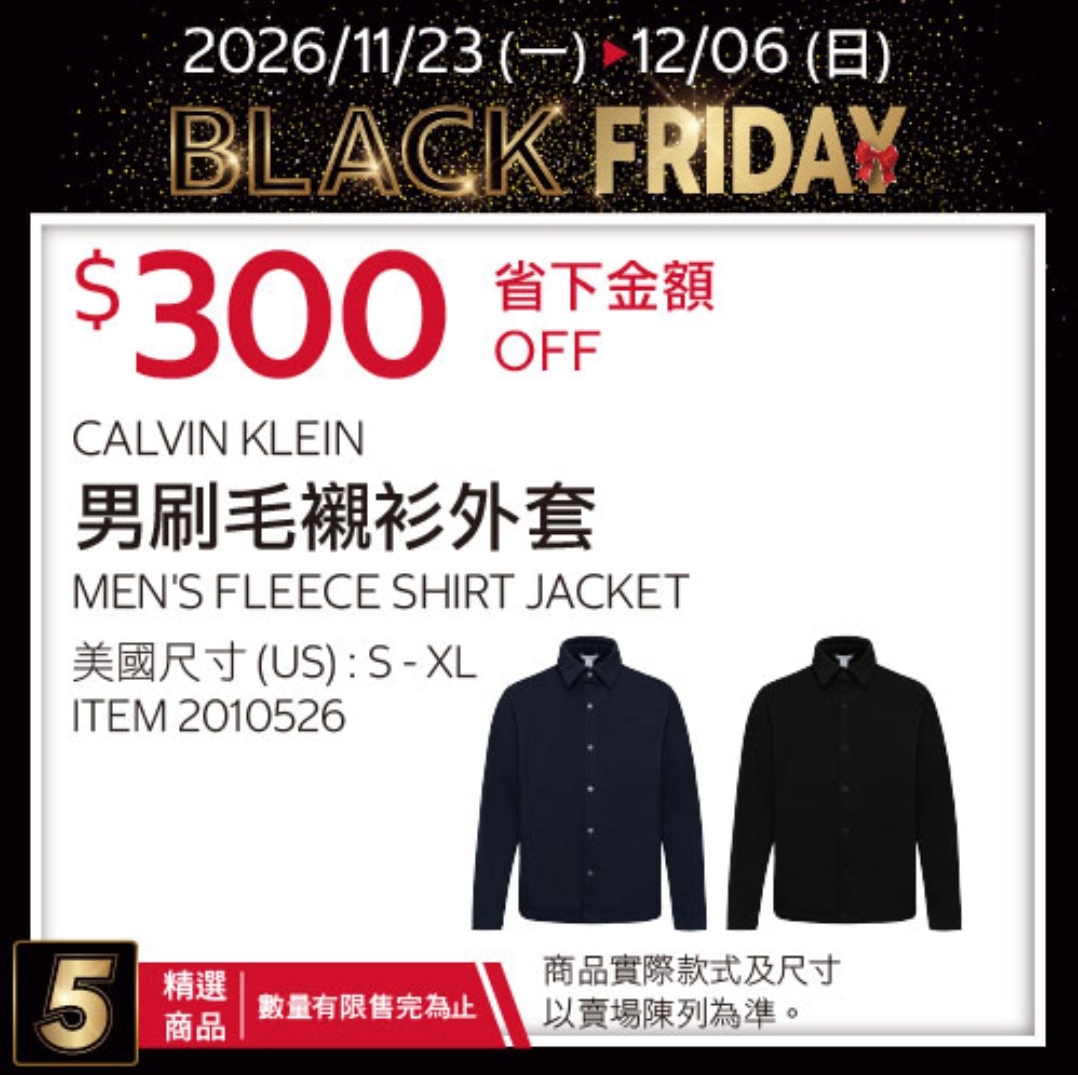 2026/11/23 (一) ▶ 12/06 (日)
BLACK FRIDAY
$300
省下金額
OFF
CALVIN KLEIN
男刷毛襯衫外套
MEN'S FLEECE SHIRT JACKET
美國尺寸 (US) : S - XL
ITEM 2010526
5
精選
商品
數量有限售完為止
商品實際款式及尺寸
以賣場陳列為準。